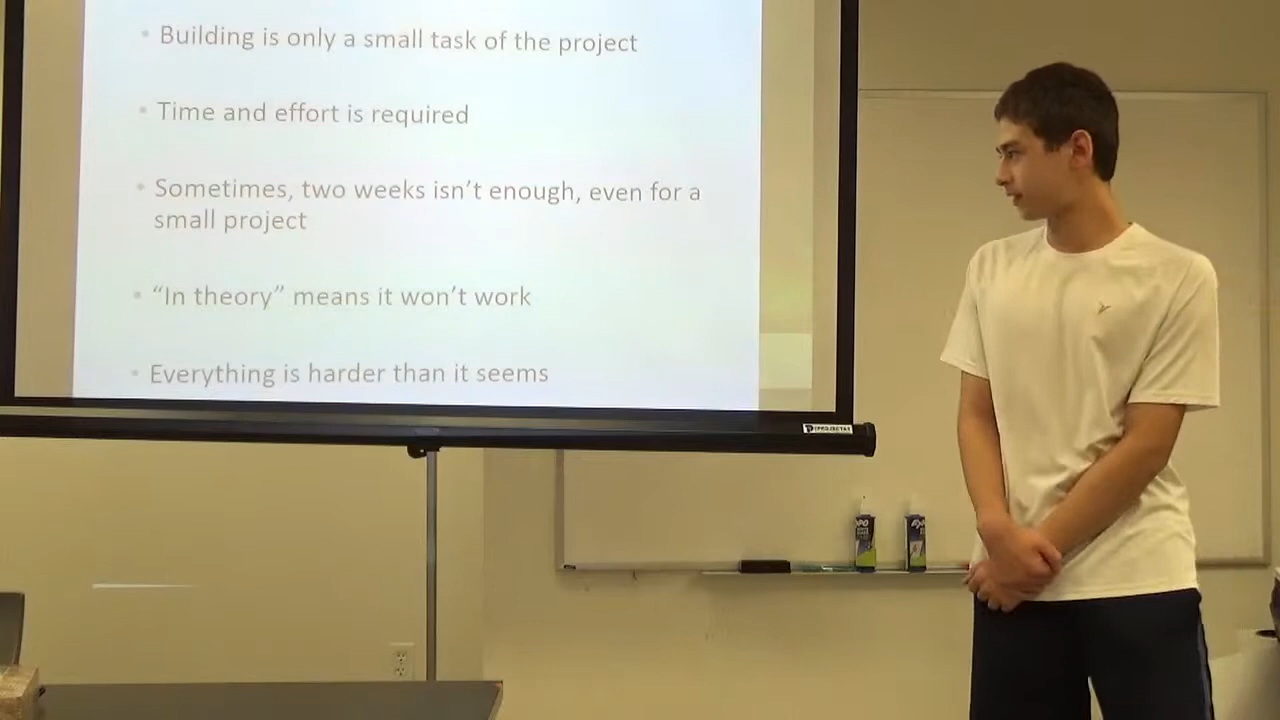 • Building is only a small task of the project
• Time and effort is required
• Sometimes, two weeks isn’t enough, even for a
small project
• “In theory” means it won’t work
• Everything is harder than it seems